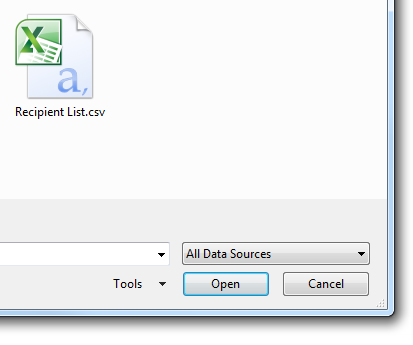 a,
Recipient List.csv
All Data Sources
Tools
Open
Cancel